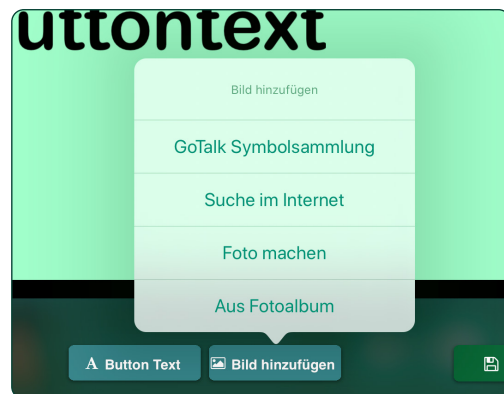 uttontext
Bild hinzufügen
GoTalk Symbolsammlung
Suche im Internet
Foto machen
Aus Fotoalbum
Button Text
Bild hinzufügen